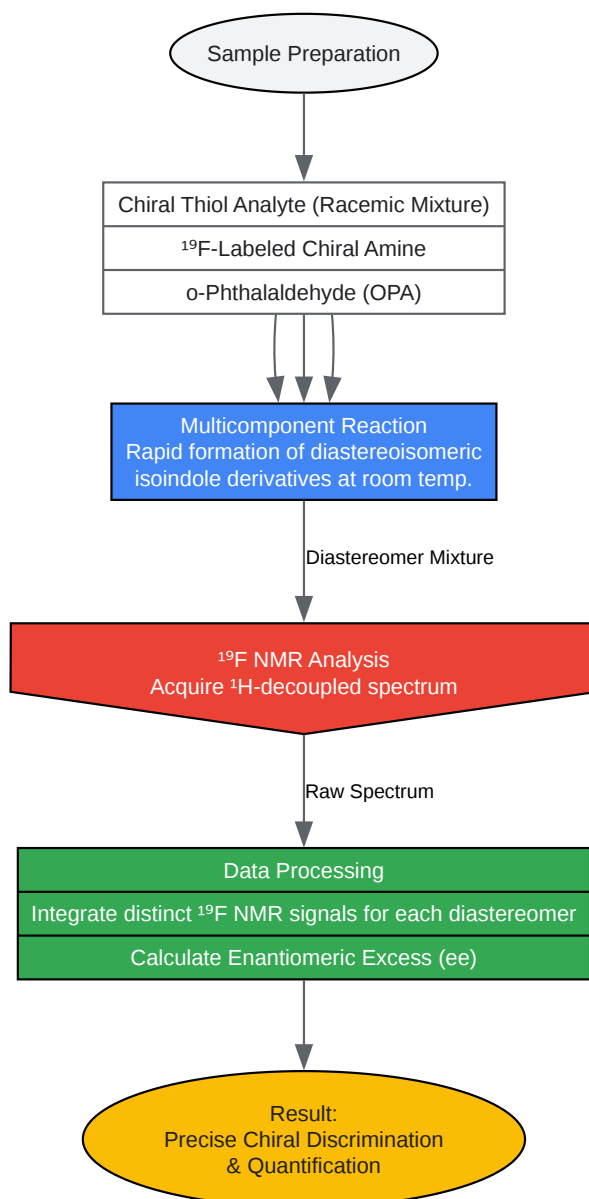 Sample Preparation
Chiral Thiol Analyte (Racemic Mixture)
¹⁹F-Labeled Chiral Amine
o-Phthalaldehyde (OPA)
Multicomponent Reaction
Rapid formation of diastereoisomeric
isoindole derivatives at room temp.
Diastereomer Mixture
¹⁹F NMR Analysis
Acquire ¹H-decoupled spectrum
Raw Spectrum
Data Processing
Integrate distinct ¹⁹F NMR signals for each diastereomer
Calculate Enantiomeric Excess (ee)
Result:
Precise Chiral Discrimination
& Quantification